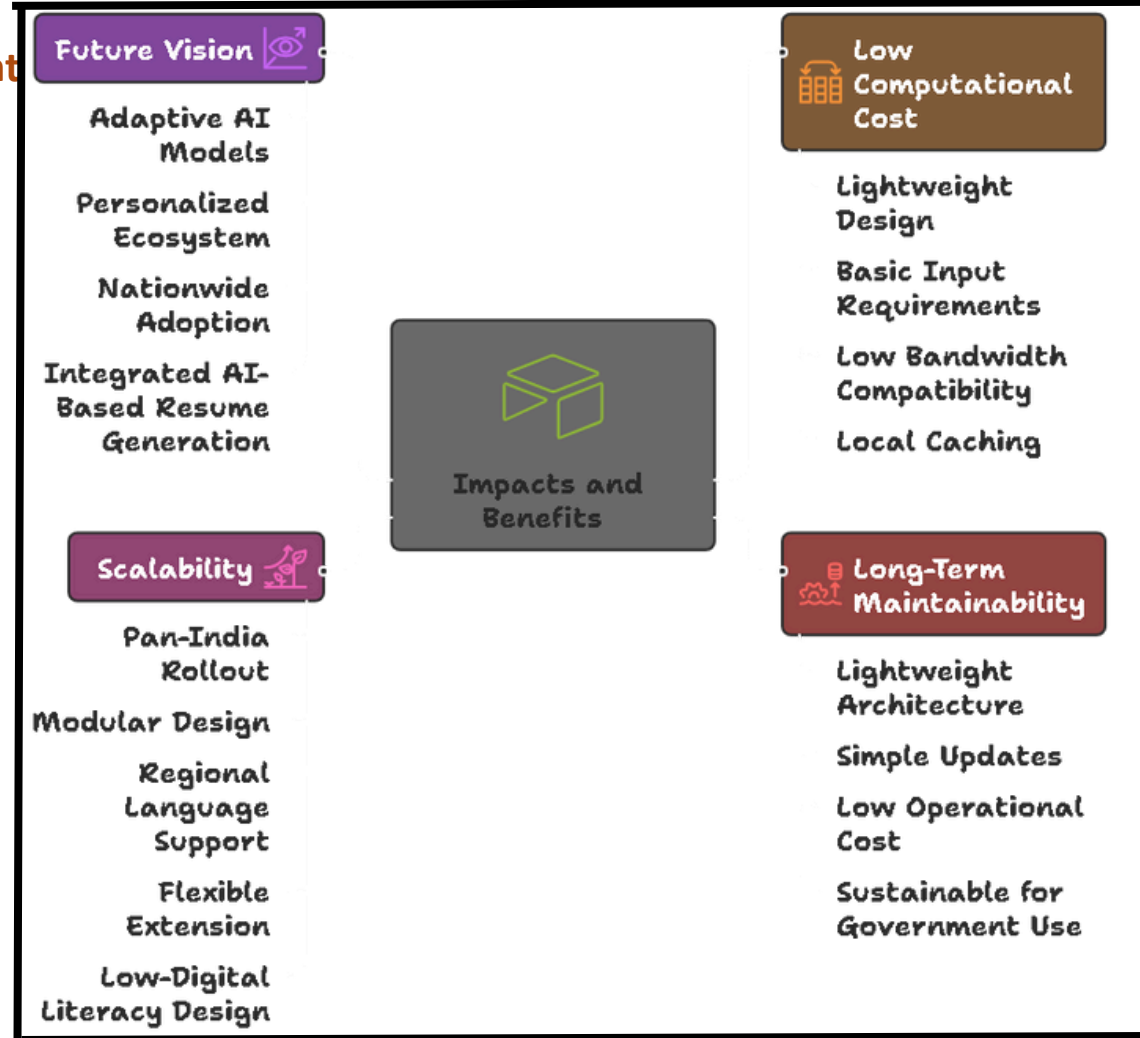 nt
Future Vision
Adaptive AI
Models
Personalized
Ecosystem
Nationwide
Adoption
Integrated AI-
Based Resume
Generation
Scalability
Pan-India
Rollout
Modular Design
Regional
Language
Support
Flexible
Extension
Low-Digital
Literacy Design
Impacts and
Benefits
Low
Computational
Cost
Lightweight
Design
Basic Input
Requirements
Low Bandwidth
Compatibility
Local Caching
Long-Term
Maintainability
Lightweight
Architecture
Simple Updates
Low Operational
Cost
Sustainable for
Government Use